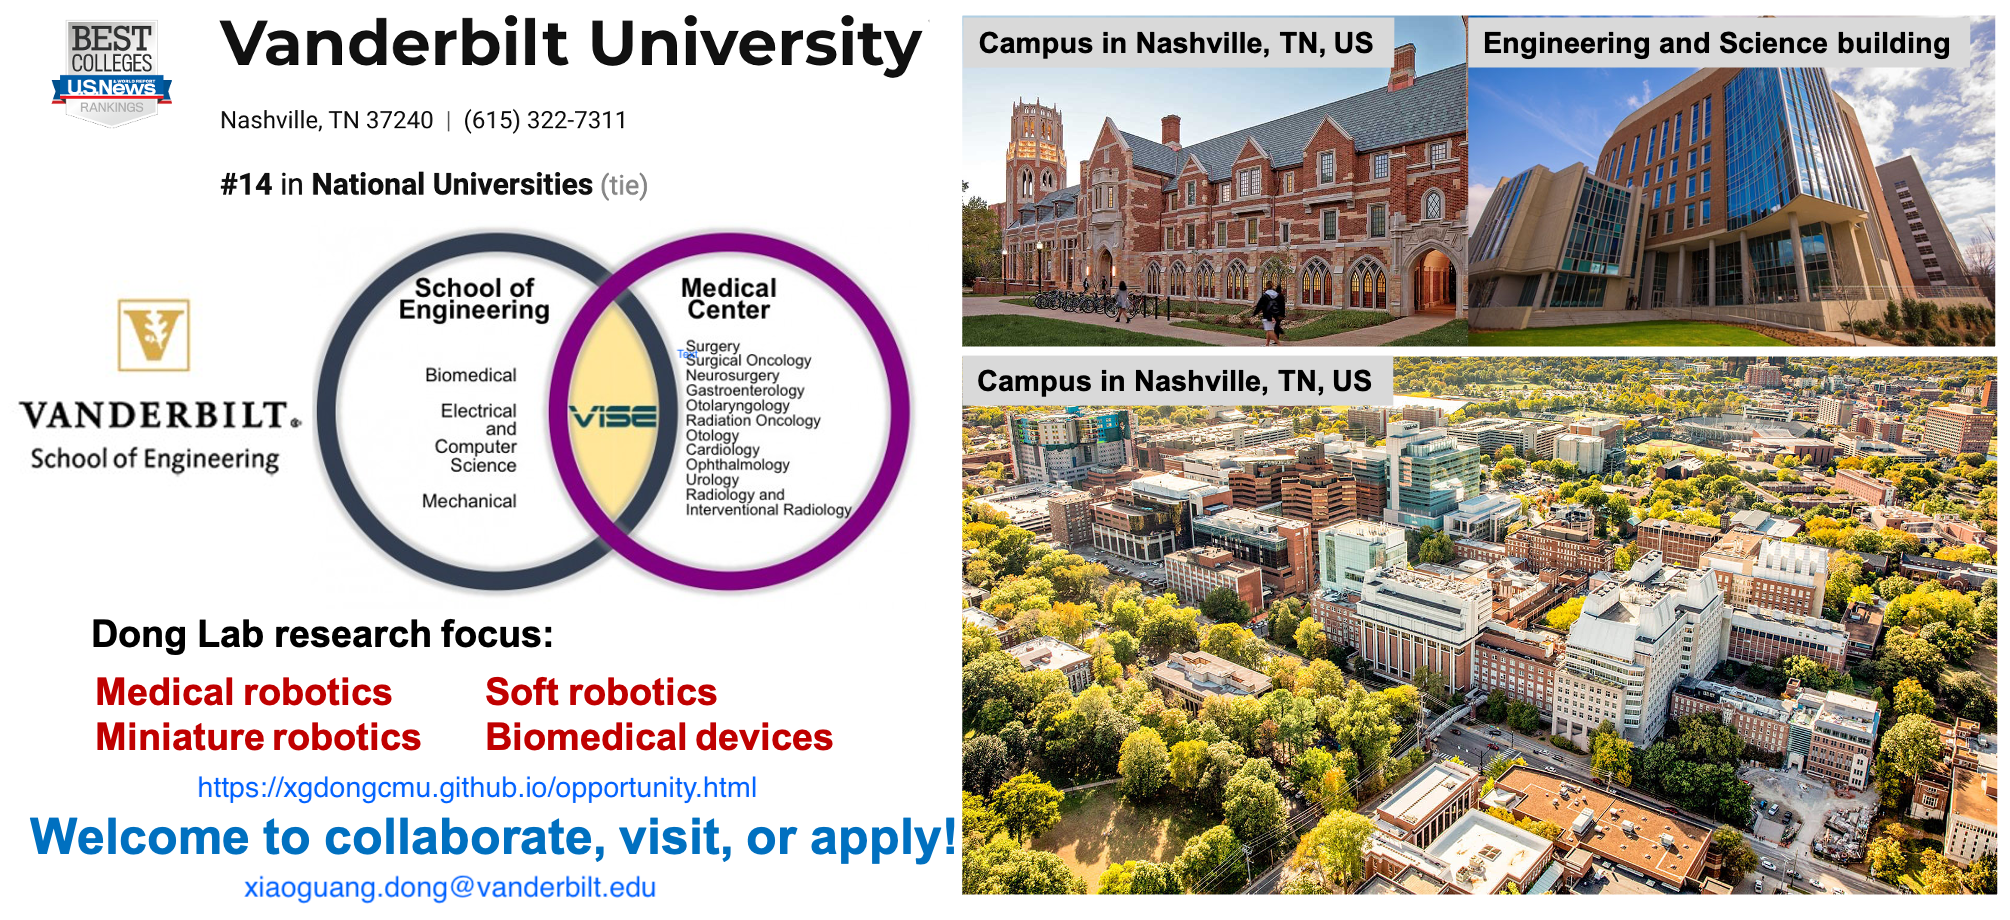 BEST
COLLEGES
U.S.News
& WORLD REPORT
RANKINGS
Vanderbilt University
Nashville, TN 37240 | (615) 322-7311
#14 in National Universities (tie)
V
VANDERBILT®
School of Engineering
School of
Engineering
Biomedical
Electrical
and
Computer
Science
Mechanical
VISE
Medical
Center
Text
Surgery
Surgical Oncology
Neurosurgery
Gastroenterology
Otolaryngology
Radiation Oncology
Otology
Cardiology
Ophthalmology
Urology
Radiology and
Interventional Radiology
Dong Lab research focus:
Medical robotics Soft robotics
Miniature robotics Biomedical devices
https://xgdongcmu.github.io/opportunity.html
Welcome to collaborate, visit, or apply!
xiaoguang.dong@vanderbilt.edu
Campus in Nashville, TN, US
Engineering and Science building
Campus in Nashville, TN, US